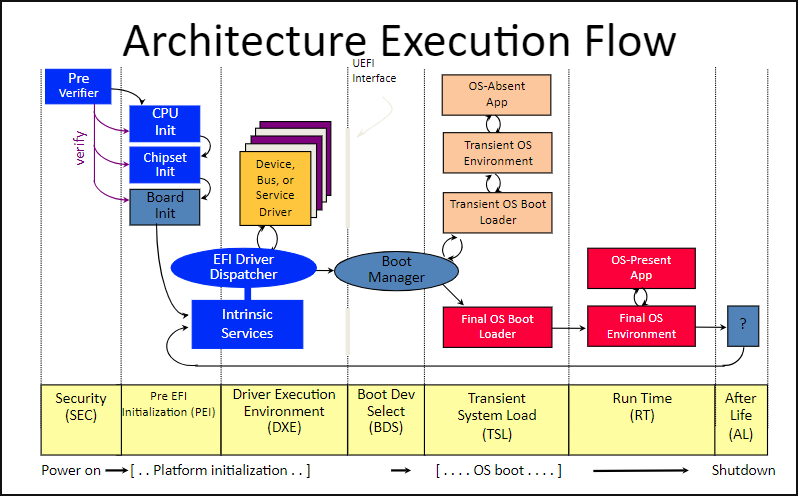 Architecture Execution Flow
UEFI
Interface
Pre
Verifier
verify
CPU
Init
Chipset
Init
Board
Init
Device,
Bus, or
Service
Driver
EFI Driver
Dispatcher
Intrinsic
Services
Boot
Manager
OS-Absent
App
Transient OS
Environment
Transient OS Boot
Loader
Final OS Boot
Loader
OS-Present
App
Final OS
Environment
?
Security
(SEC)
Pre EFI
Initialization (PEI)
Driver Execution
Environment
(DXE)
Boot Dev
Select
(BDS)
Transient
System Load
(TSL)
Run Time
(RT)
After
Life
(AL)
Power on
[ . . Platform initialization . . ]
[ . . . . OS boot . . . . ]
Shutdown